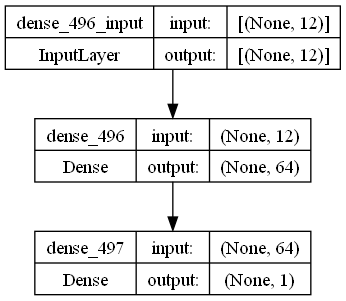 dense_496_input input: [(None, 12)]
InputLayer output: [(None, 12)]
dense_496 input: (None, 12)
Dense output: (None, 64)
dense_497 input: (None, 64)
Dense output: (None, 1)